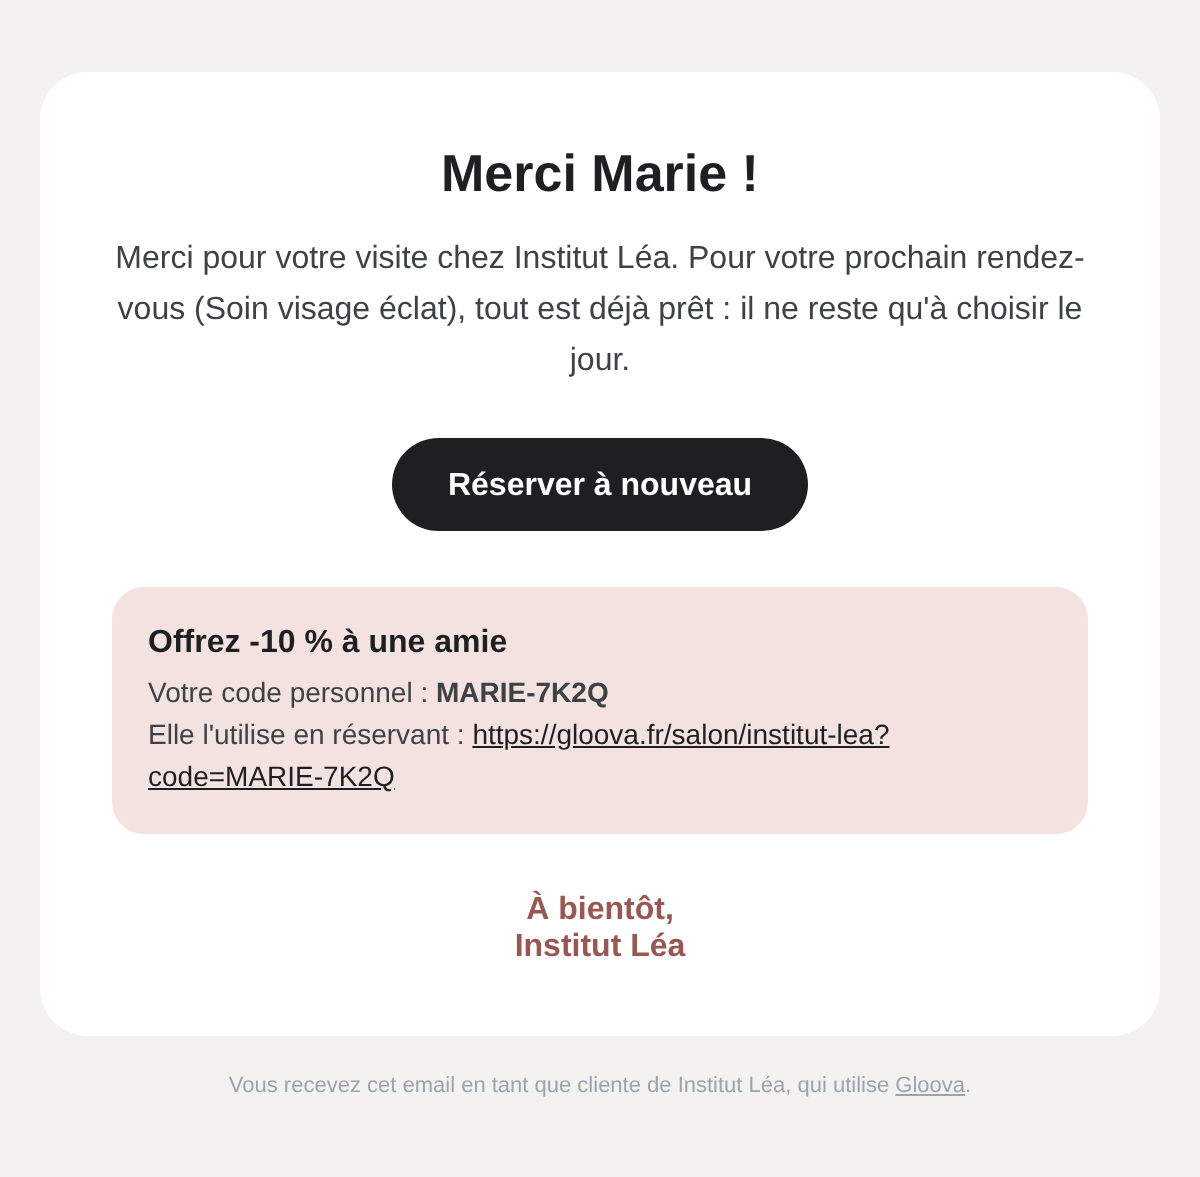 Merci Marie !
Merci pour votre visite chez Institut Léa. Pour votre prochain rendez-
vous (Soin visage éclat), tout est déjà prêt : il ne reste qu'à choisir le
jour.
Réserver à nouveau
Offrez -10 % à une amie
Votre code personnel : MARIE-7K2Q
Elle l'utilise en réservant : https://gloova.fr/salon/institut-lea?
code=MARIE-7K2Q
À bientôt,
Institut Léa
Vous recevez cet email en tant que cliente de Institut Léa, qui utilise Gloova.